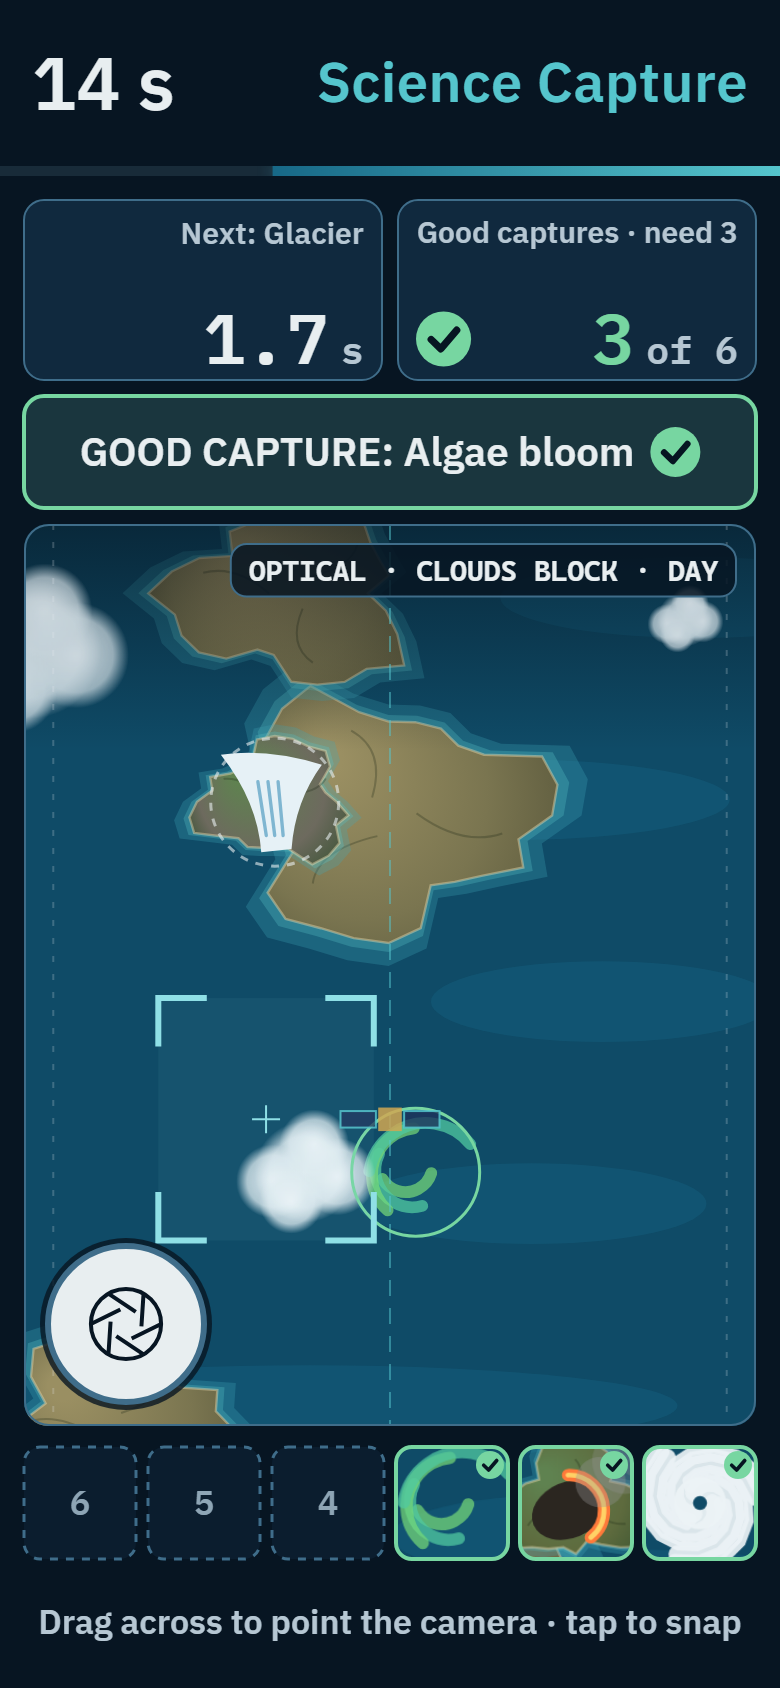 14 s
Science Capture
Next: Glacier
1.7 s
Good captures · need 3
3 of 6
GOOD CAPTURE: Algae bloom
OPTICAL · CLOUDS BLOCK · DAY
6
5
4
Drag across to point the camera · tap to snap